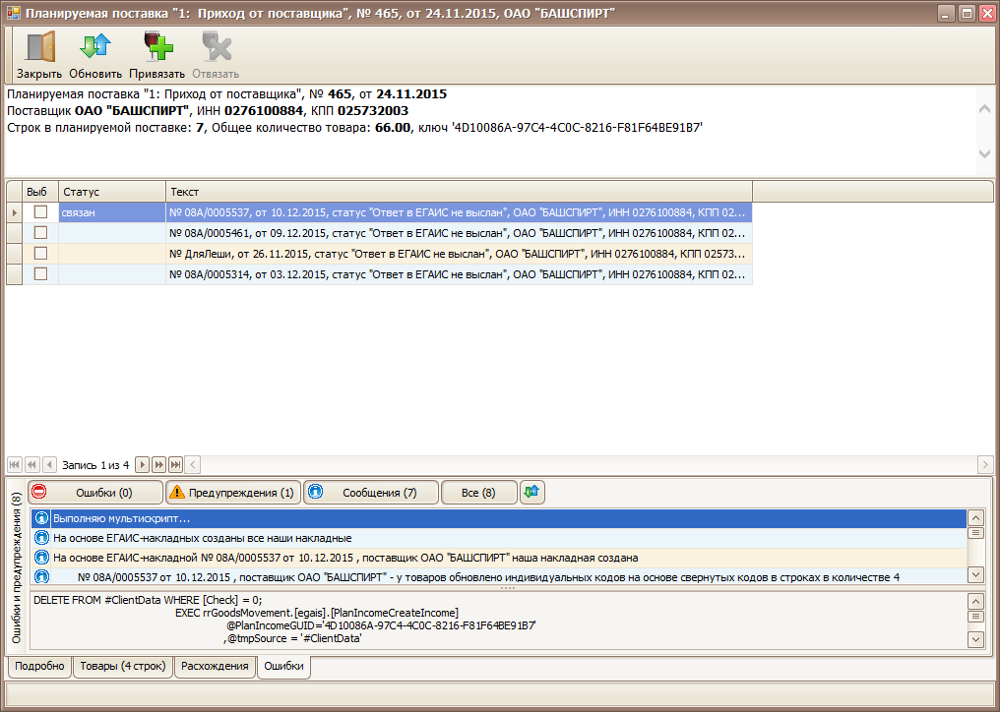 Планируемая поставка "1:  Приход от поставщика", № 465, от 24.11.2015, ОАО "БАШСПИРТ"
Закрыть Обновить Привязать Отвязать
Планируемая поставка "1: Приход от поставщика", № 465, от 24.11.2015
Поставщик ОАО "БАШСПИРТ", ИНН 0276100884, КПП 025732003
Строк в планируемой поставке: 7, Общее количество товара: 66.00, ключ '4D10086A-97C4-4C0C-8216-F81F64BE91B7'
Выб Статус Текст
связан № 08А/0005537, от 10.12.2015, статус "Ответ в ЕГАИС не выслан", ОАО "БАШСПИРТ", ИНН 0276100884, КПП 02...
№ 08А/0005461, от 09.12.2015, статус "Ответ в ЕГАИС не выслан", ОАО "БАШСПИРТ", ИНН 0276100884, КПП 02...
№ ДляЛеши, от 26.11.2015, статус "Ответ в ЕГАИС не выслан", ОАО "БАШСПИРТ", ИНН 0276100884, КПП 02573...
№ 08А/0005314, от 03.12.2015, статус "Ответ в ЕГАИС не выслан", ОАО "БАШСПИРТ", ИНН 0276100884, КПП 02...
Запись 1 из 4
Ошибки и предупреждения (8)
Ошибки (0) Предупреждения (1) Сообщения (7) Все (8)
Выполняю мультискрипт...
На основе ЕГАИС-накладных созданы все наши накладные
На основе ЕГАИС-накладной № 08А/0005537 от 10.12.2015 , поставщик ОАО "БАШСПИРТ" наша накладная создана
№ 08А/0005537 от 10.12.2015 , поставщик ОАО "БАШСПИРТ" - у товаров обновлено индивидуальных кодов на основе свернутых кодов в строках в количестве 4
DELETE FROM #ClientData WHERE [Check] = 0;
EXEC rrGoodsMovement.[egais].[PlanIncomeCreateIncome]
@PlanIncomeGUID='4D10086A-97C4-4C0C-8216-F81F64BE91B7'
,@tmpSource = '#ClientData'
Подробно Товары (4 строк) Расхождения Ошибки